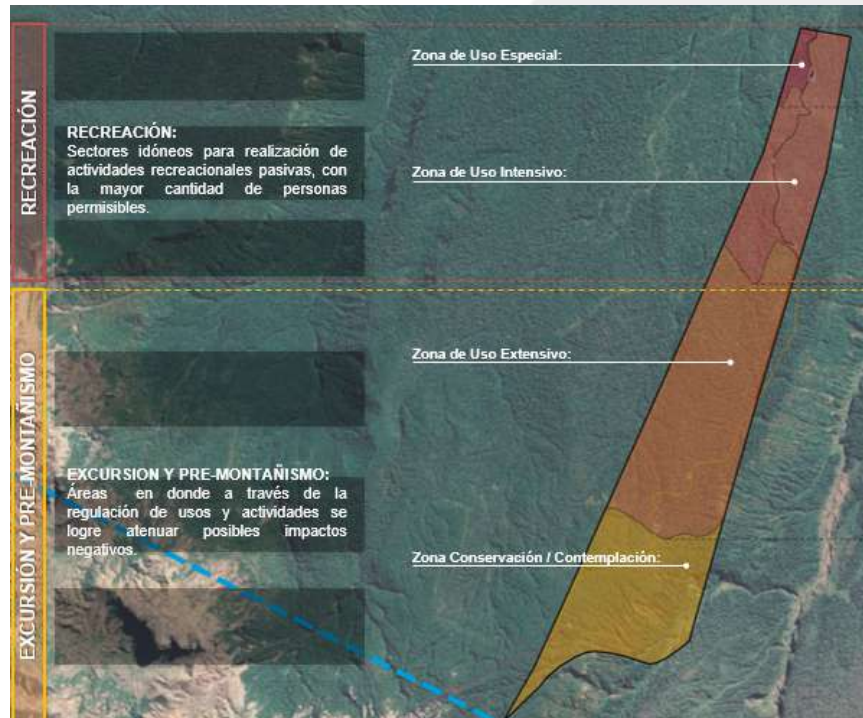 RECREACIÓN
RECREACIÓN:
Sectores idóneos para realización de
actividades recreacionales pasivas, con
la mayor cantidad de personas
permisibles.
EXCURSIÓN Y PRE-MONTAÑISMO
EXCURSION Y PRE-MONTAÑISMO:
Áreas en donde a través de la
regulación de usos y actividades se
logre atenuar posibles impactos
negativos.
Zona de Uso Especial:
Zona de Uso Intensivo:
Zona de Uso Extensivo:
Zona Conservación / Contemplación: